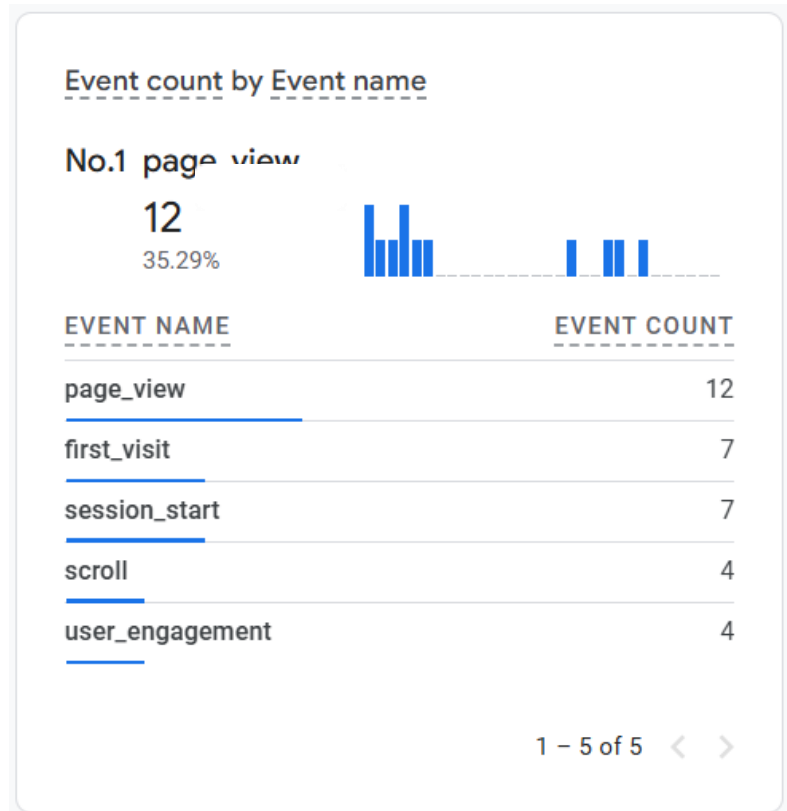 Event count by Event name
No.1 page_view
12
35.29%
EVENT NAME EVENT COUNT
page_view 12
first_visit 7
session_start 7
scroll 4
user_engagement 4
1 – 5 of 5